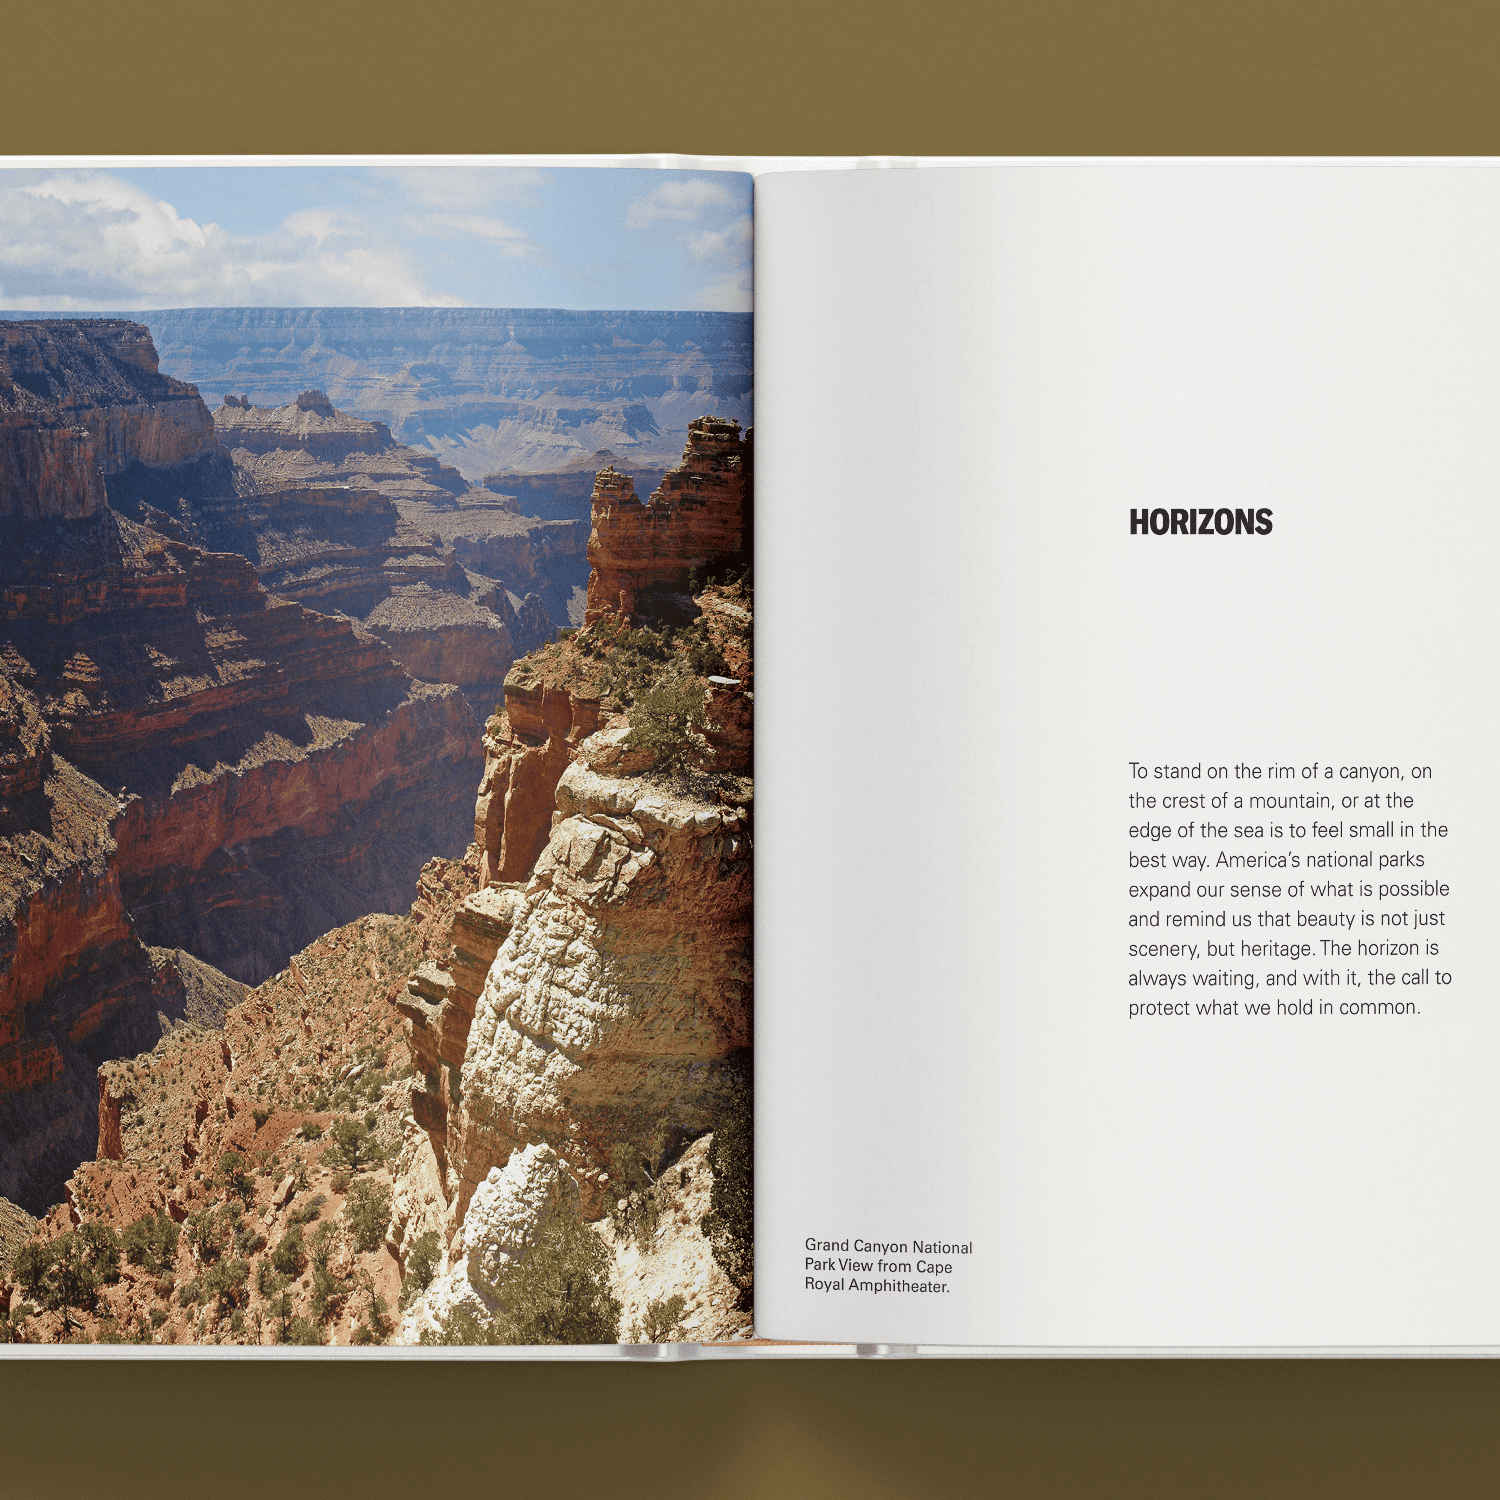 HORIZONS
To stand on the rim of a canyon, on
the crest of a mountain, or at the
edge of the sea is to feel small in the
best way. America’s national parks
expand our sense of what is possible
and remind us that beauty is not just
scenery, but heritage. The horizon is
always waiting, and with it, the call to
protect what we hold in common.
Grand Canyon National
Park View from Cape
Royal Amphitheater.